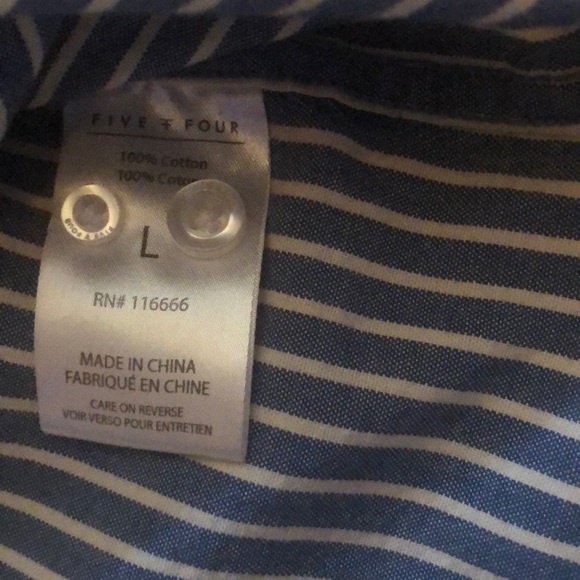 FIVE FOUR
100% Cotton
100% Coton
L
RN# 116666
MADE IN CHINA
FABRIQUÉ EN CHINE
CARE ON REVERSE
VOIR VERSO POUR ENTRETIEN